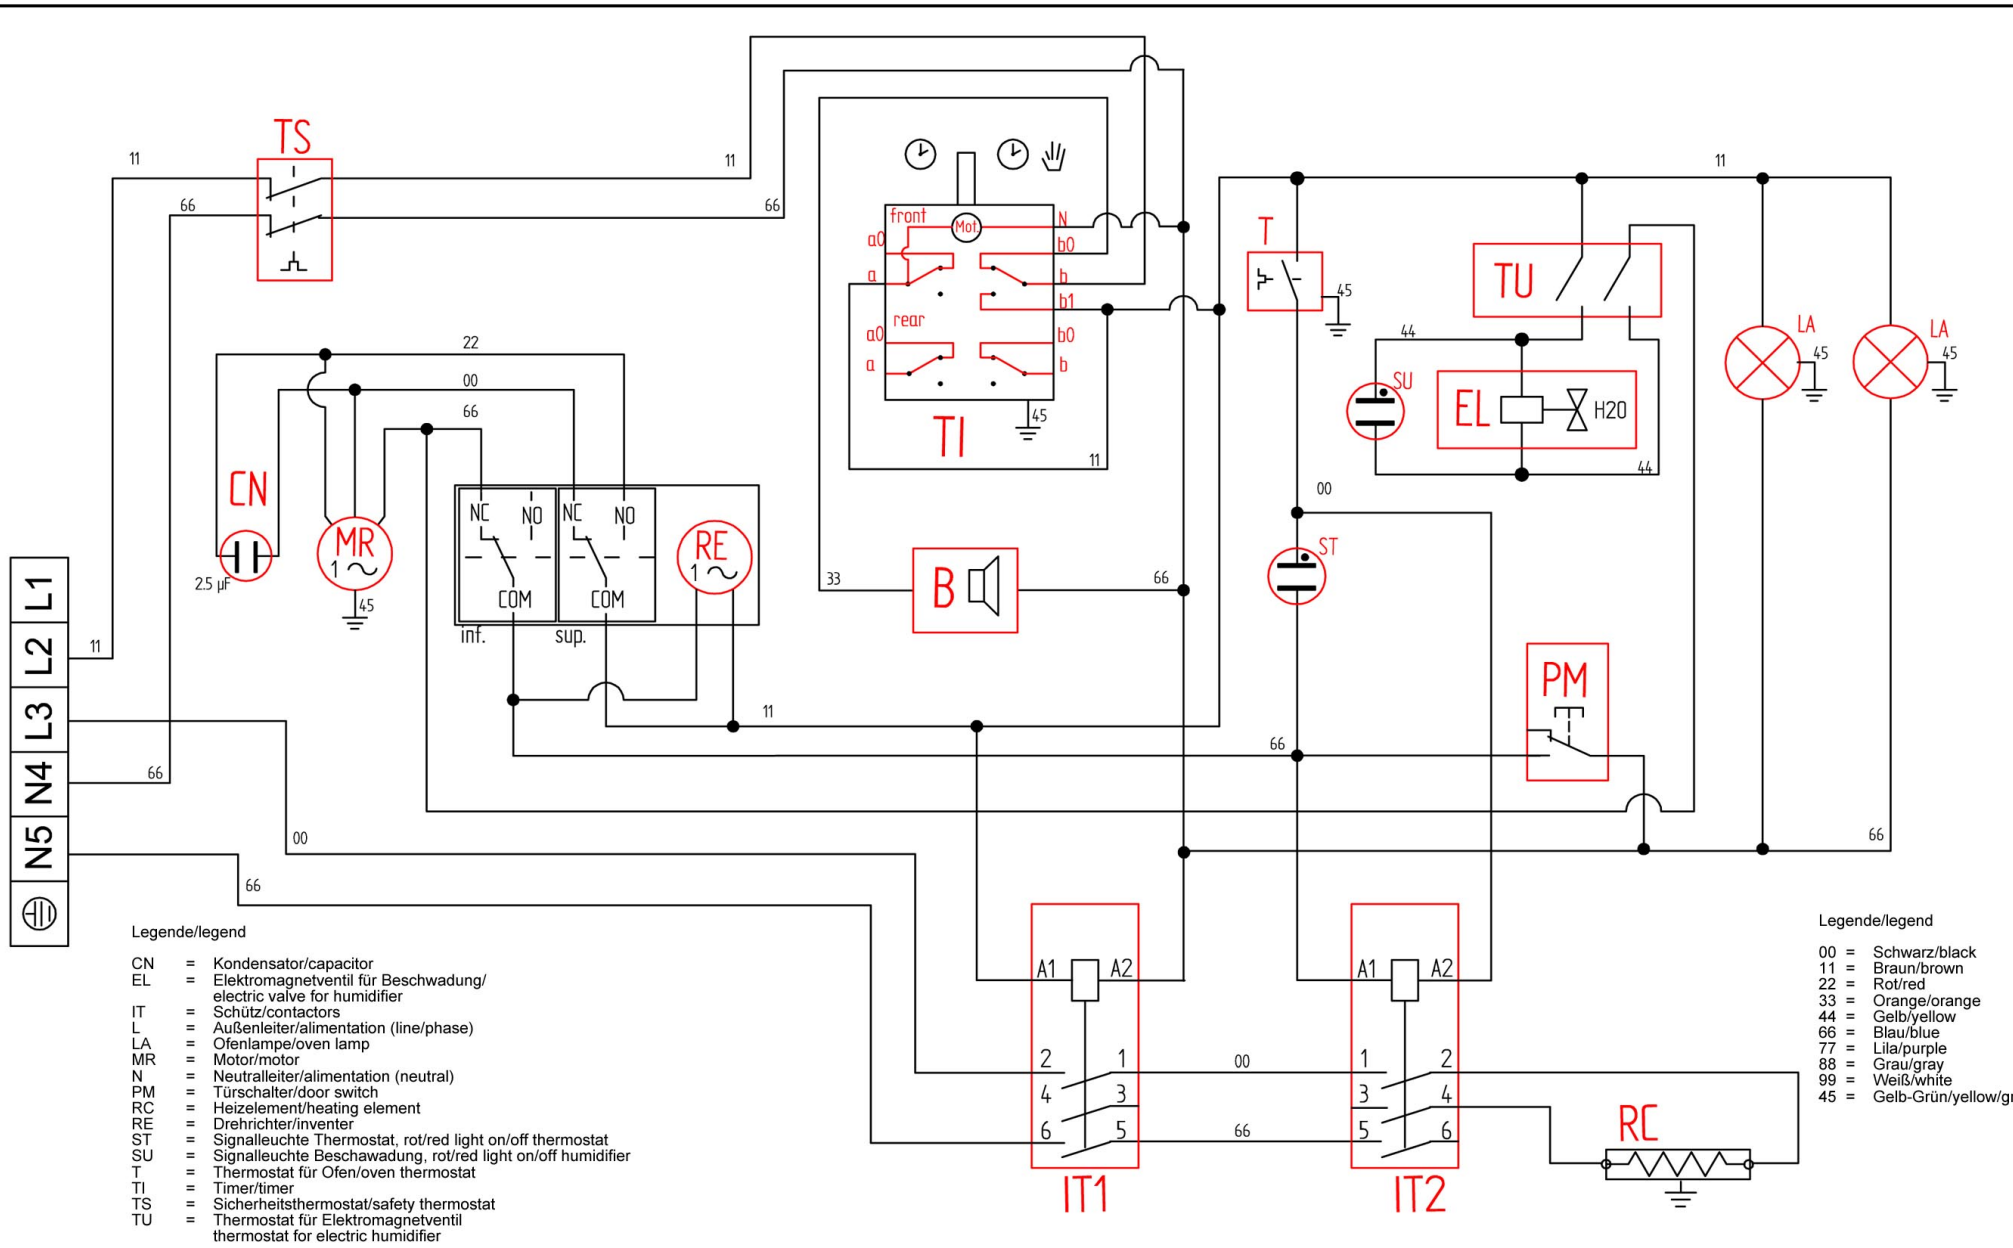 11
11
TS
66
66
11
front
Mot.
N
a0
b0
a
b
b1
rear
a0
b0
a
b
45
TI
11
T
45
TU
44
SU
EL
H2O
44
LA
45
LA
45
22
00
66
CN
2.5 µF
MR
1
45
NC
NO
NC
NO
COM
COM
RE
1
inf.
sup.
33
B
66
00
ST
PM
L1
L2
L3
N4
N5
11
66
00
66
11
66
66
A1
A2
A1
A2
2
1
00
1
2
4
3
3
4
6
5
66
5
6
IT1
IT2
RC
Legende/legend
CN = Kondensator/capacitor
EL = Elektromagnetventil für Beschwadung/
electric valve for humidifier
IT = Schütz/contactors
L = Außenleiter/alimentation (line/phase)
LA = Ofenlampe/oven lamp
MR = Motor/motor
N = Neutralleiter/alimentation (neutral)
PM = Türschalter/door switch
RC = Heizelement/heating element
RE = Drehrichter/inventer
ST = Signalleuchte Thermostat, rot/red light on/off thermostat
SU = Signalleuchte Beschawadung, rot/red light on/off humidifier
T = Thermostat für Ofen/oven thermostat
TI = Timer/timer
TS = Sicherheitsthermostat/safety thermostat
TU = Thermostat für Elektromagnetventil
thermostat for electric humidifier
Legende/legend
00 = Schwarz/black
11 = Braun/brown
22 = Rot/red
33 = Orange/orange
44 = Gelb/yellow
66 = Blau/blue
77 = Lila/purple
88 = Grau/gray
99 = Weiß/white
45 = Gelb-Grün/yellow/gr